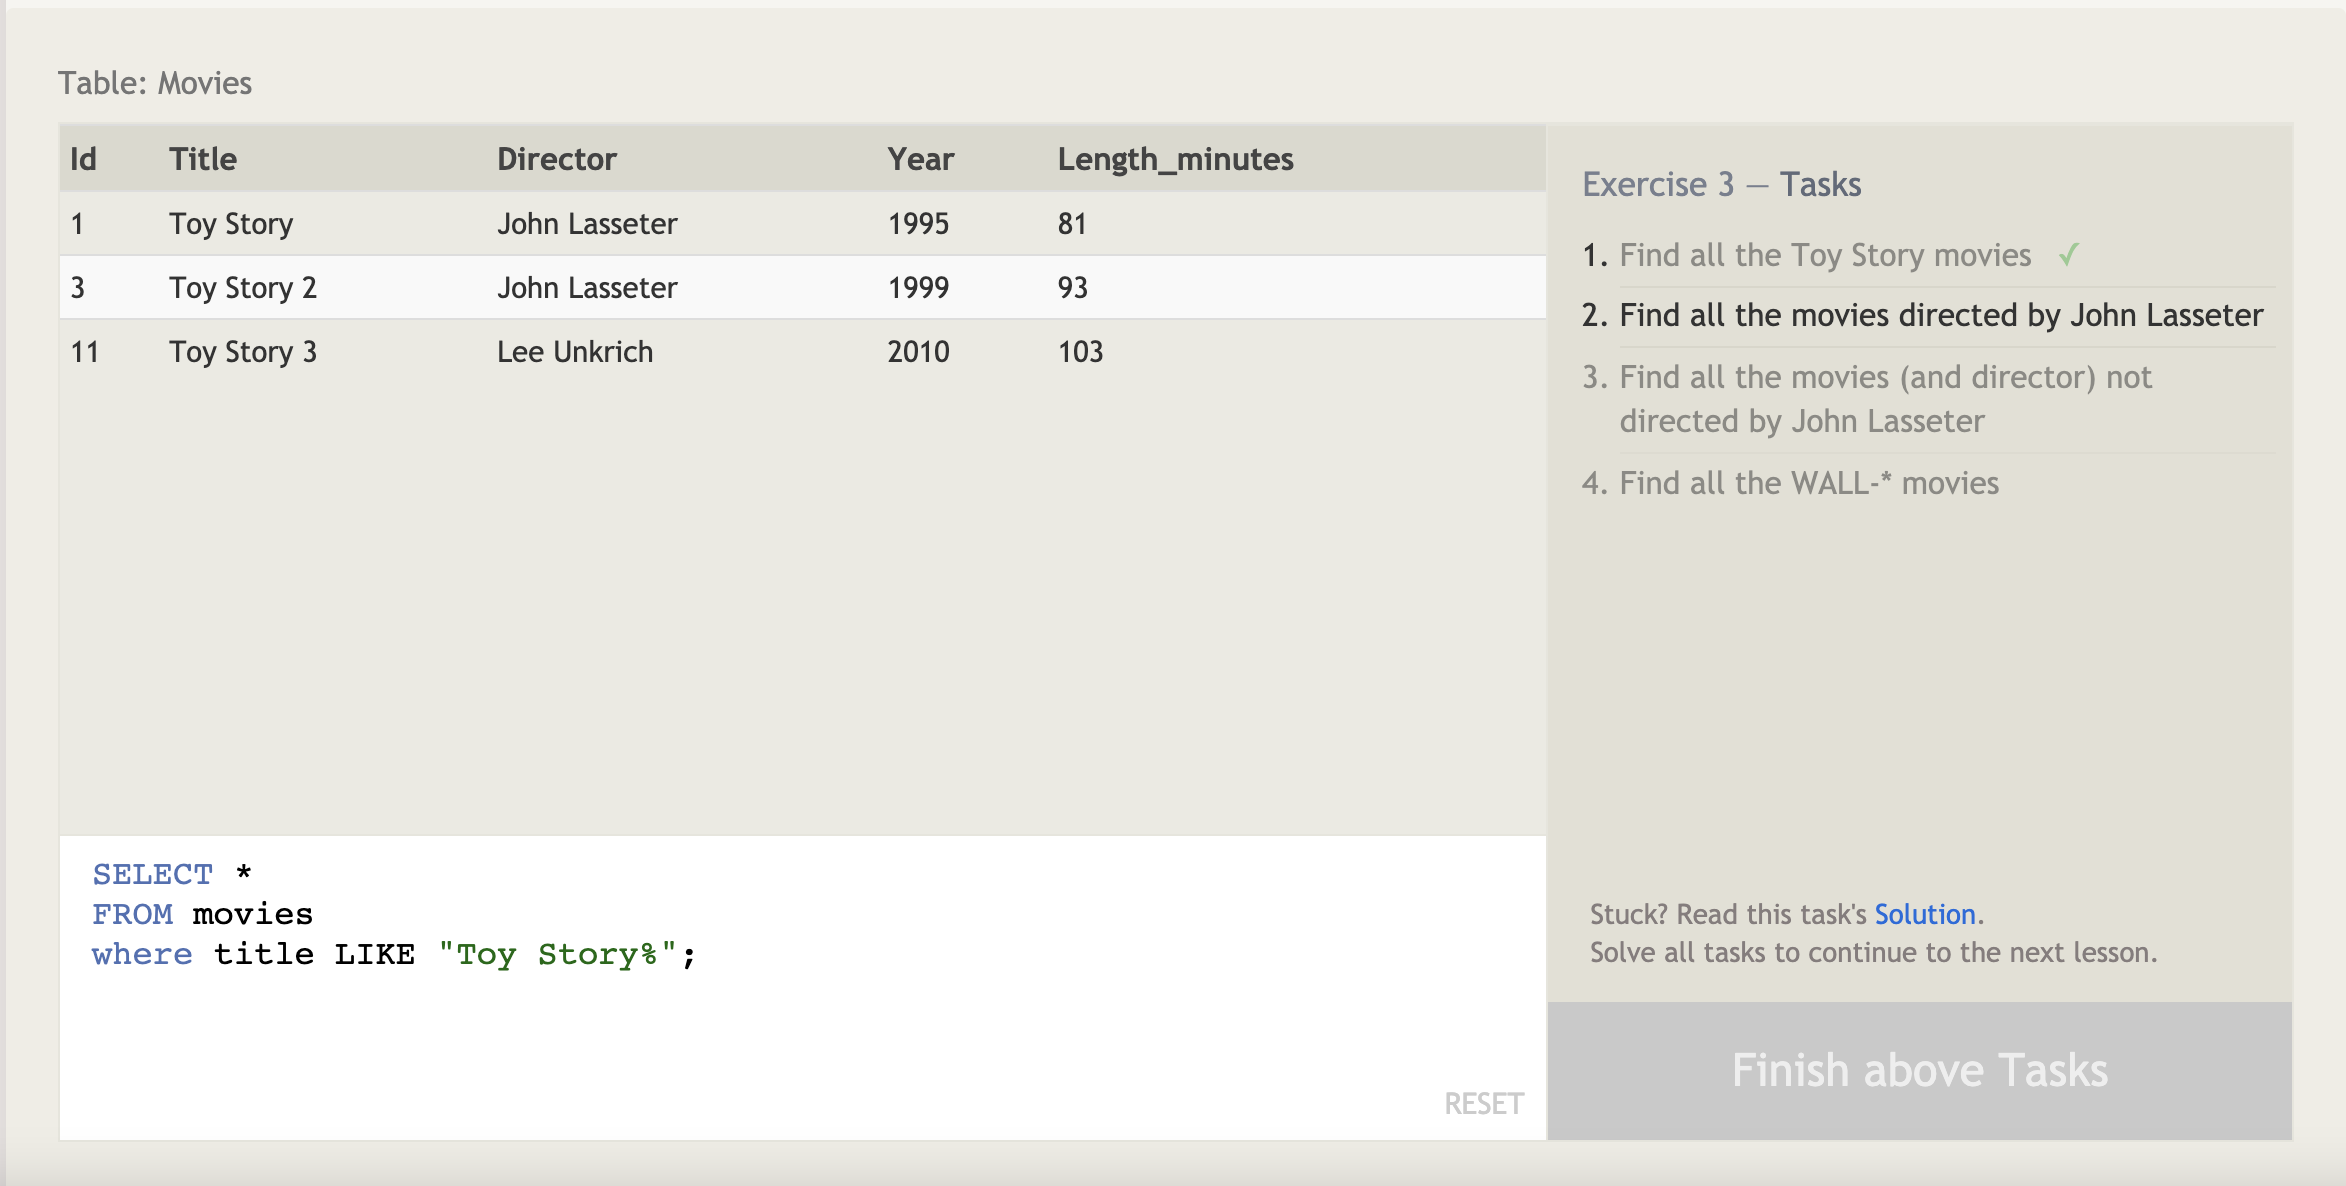 Table: Movies
Id Title Director Year Length_minutes
1 Toy Story John Lasseter 1995 81
3 Toy Story 2 John Lasseter 1999 93
11 Toy Story 3 Lee Unkrich 2010 103
SELECT *
FROM movies
where title LIKE "Toy Story%";
RESET
Exercise 3 — Tasks
1. Find all the Toy Story movies ✓
2. Find all the movies directed by John Lasseter
3. Find all the movies (and director) not
directed by John Lasseter
4. Find all the WALL-* movies
Stuck? Read this task's Solution.
Solve all tasks to continue to the next lesson.
Finish above Tasks